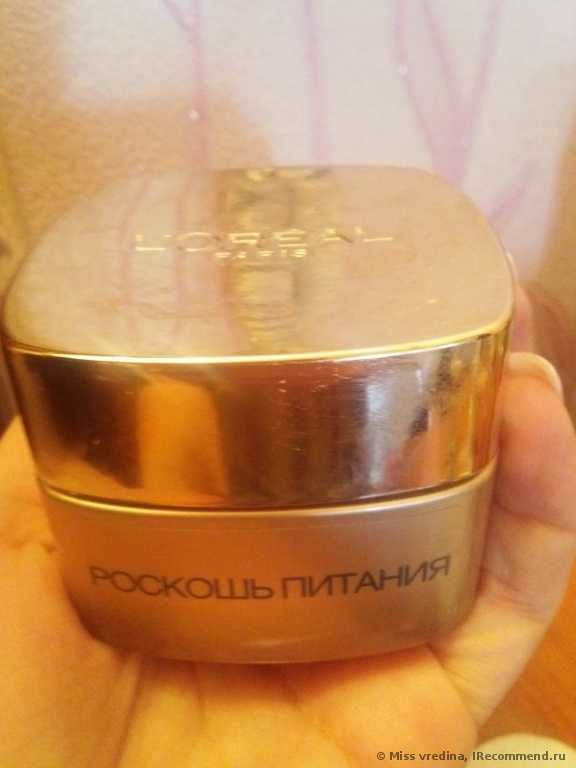 L'ORÉAL
PARIS
РОСКОШЬ ПИТАНИЯ
© Miss vredina, IRecommend.ru